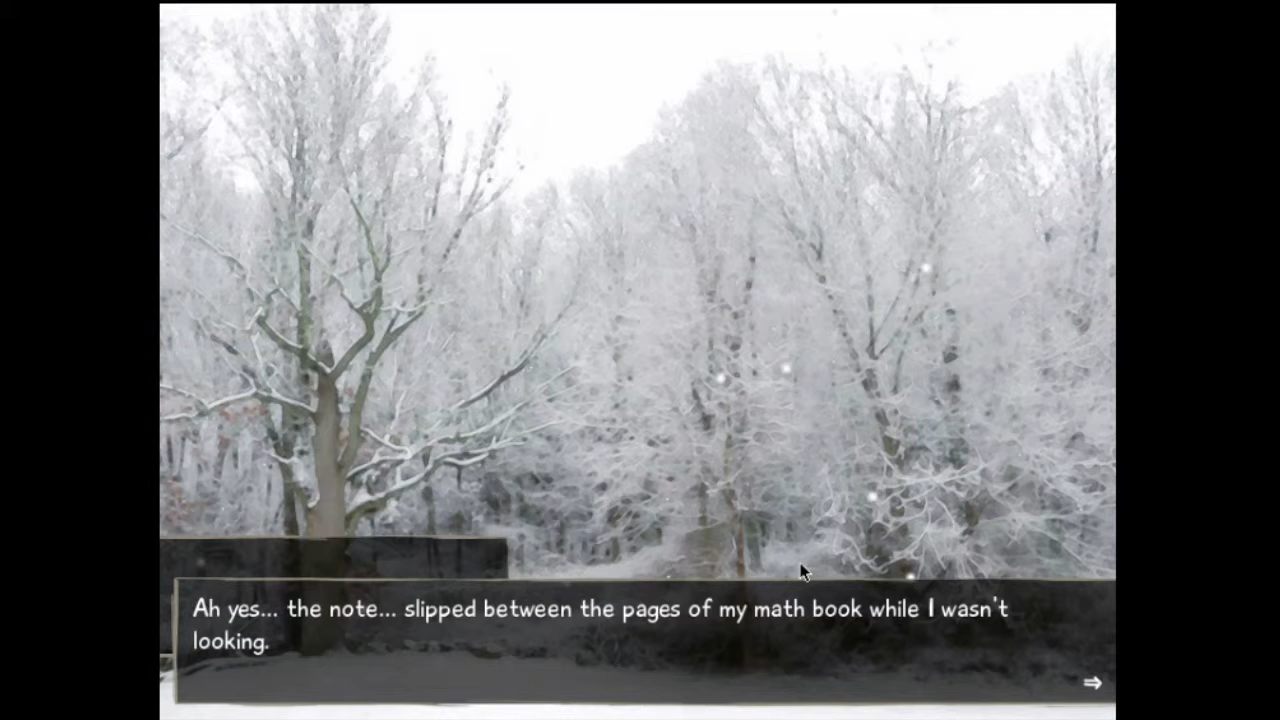 Ah yes... the note... slipped between the pages of my math book while I wasn't
looking.